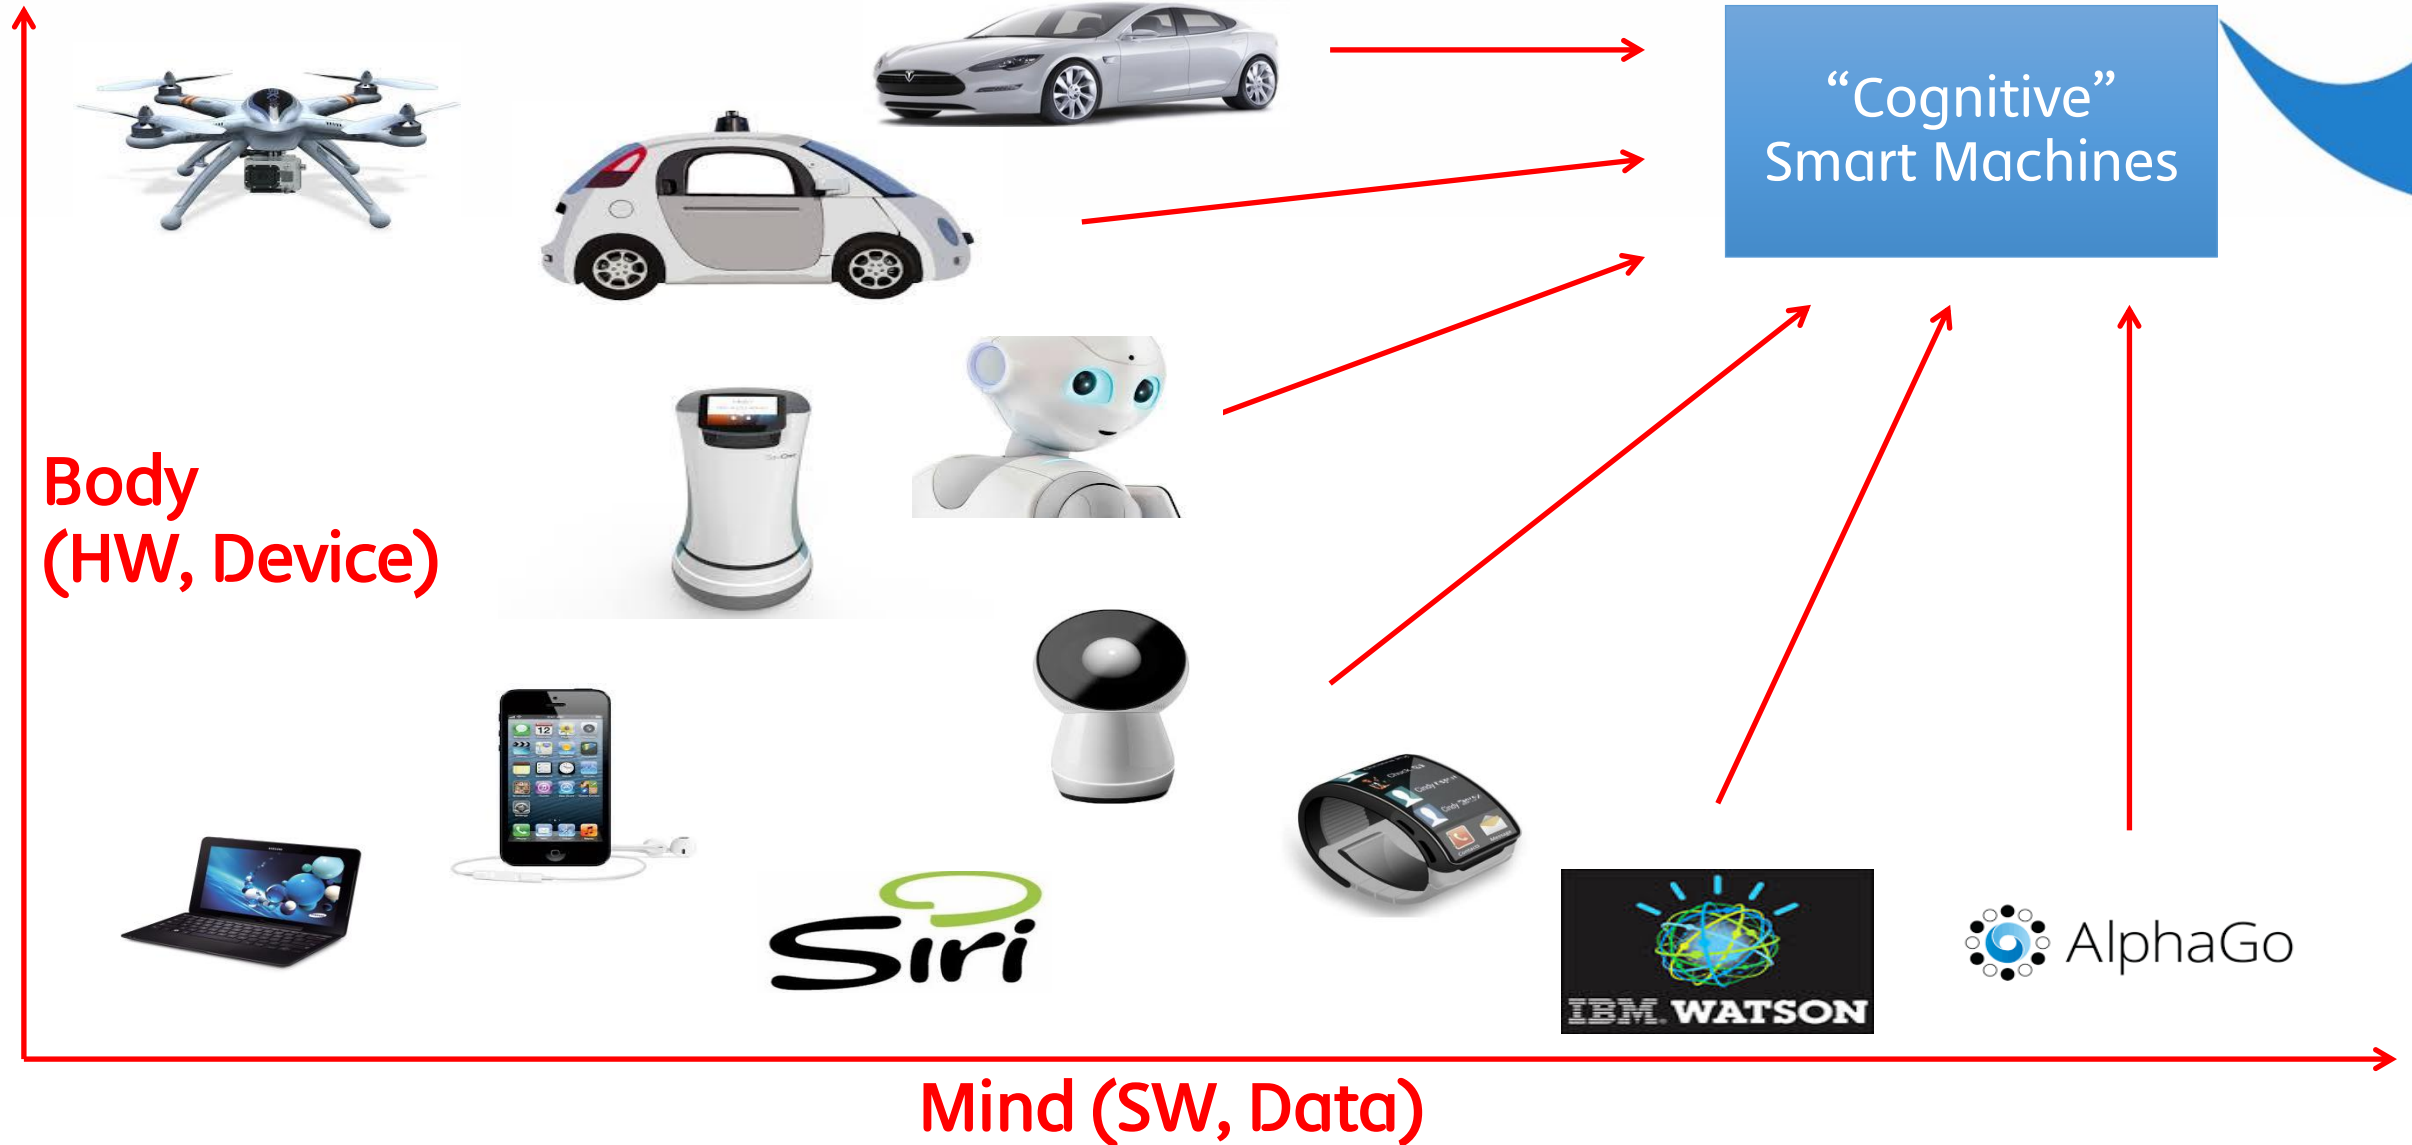 “Cognitive”
Smart Machines
Body
(HW, Device)
Siri
IBM WATSON
AlphaGo
Mind (SW, Data)